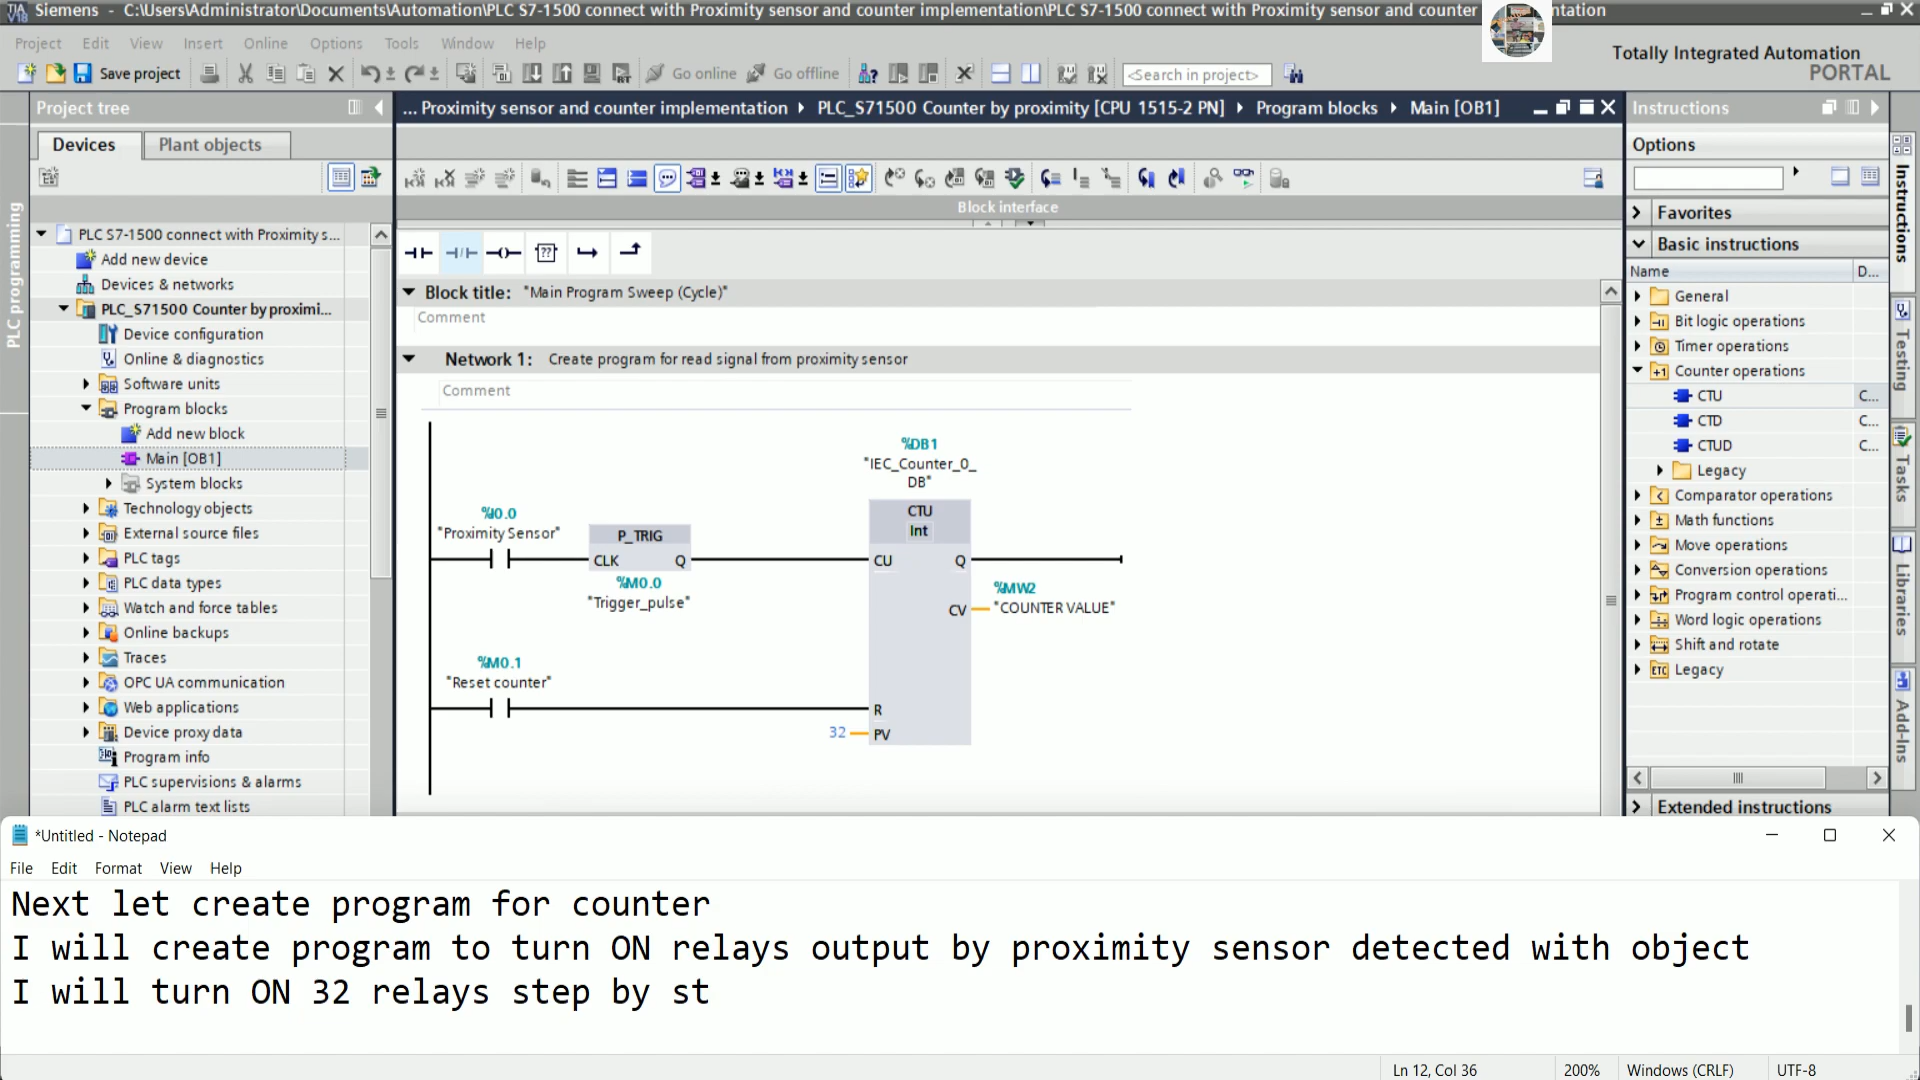 Siemens - C:\Users\Administrator\Documents\Automation\PLC S7-1500 connect with Proximity sensor and counter implementation\PLC S7-1500 connect with Proximity sensor and counter ntation
Project Edit View Insert Online Options Tools Window Help
Totally Integrated Automation
PORTAL
Save project
Go online
Go offline
<Search in project>
Project tree
... Proximity sensor and counter implementation PLC_S71500 Counter by proximity [CPU 1515-2 PN] Program blocks Main [OB1]
Instructions
Devices
Plant objects
Options
Block interface
PLC programming
PLC S7-1500 connect with Proximity s...
Add new device
Devices & networks
PLC_S71500 Counter by proximi...
Device configuration
Online & diagnostics
Software units
Program blocks
Add new block
Main [OB1]
System blocks
Technology objects
External source files
PLC tags
PLC data types
Watch and force tables
Online backups
Traces
OPC UA communication
Web applications
Device proxy data
Program info
PLC supervisions & alarms
PLC alarm text lists
Block title: "Main Program Sweep (Cycle)"
Comment
Network 1: Create program for read signal from proximity sensor
Comment
%DB1
"IEC_Counter_0_
DB"
CTU
Int
%I0.0
"Proximity Sensor"
P_TRIG
CLK Q
%M0.0
"Trigger_pulse"
CU Q
%MW2
CV "COUNTER VALUE"
%M0.1
"Reset counter"
R
32 PV
Favorites
Basic instructions
Name D...
General
Bit logic operations
Timer operations
Counter operations
CTU C...
CTD C...
CTUD C...
Legacy
Comparator operations
Math functions
Move operations
Conversion operations
Program control operati...
Word logic operations
Shift and rotate
Legacy
Extended instructions
Instructions
Testing
Tasks
Libraries
Add-Ins
*Untitled - Notepad
File Edit Format View Help
Next let create program for counter
I will create program to turn ON relays output by proximity sensor detected with object
I will turn ON 32 relays step by st
Ln 12, Col 36 200% Windows (CRLF) UTF-8